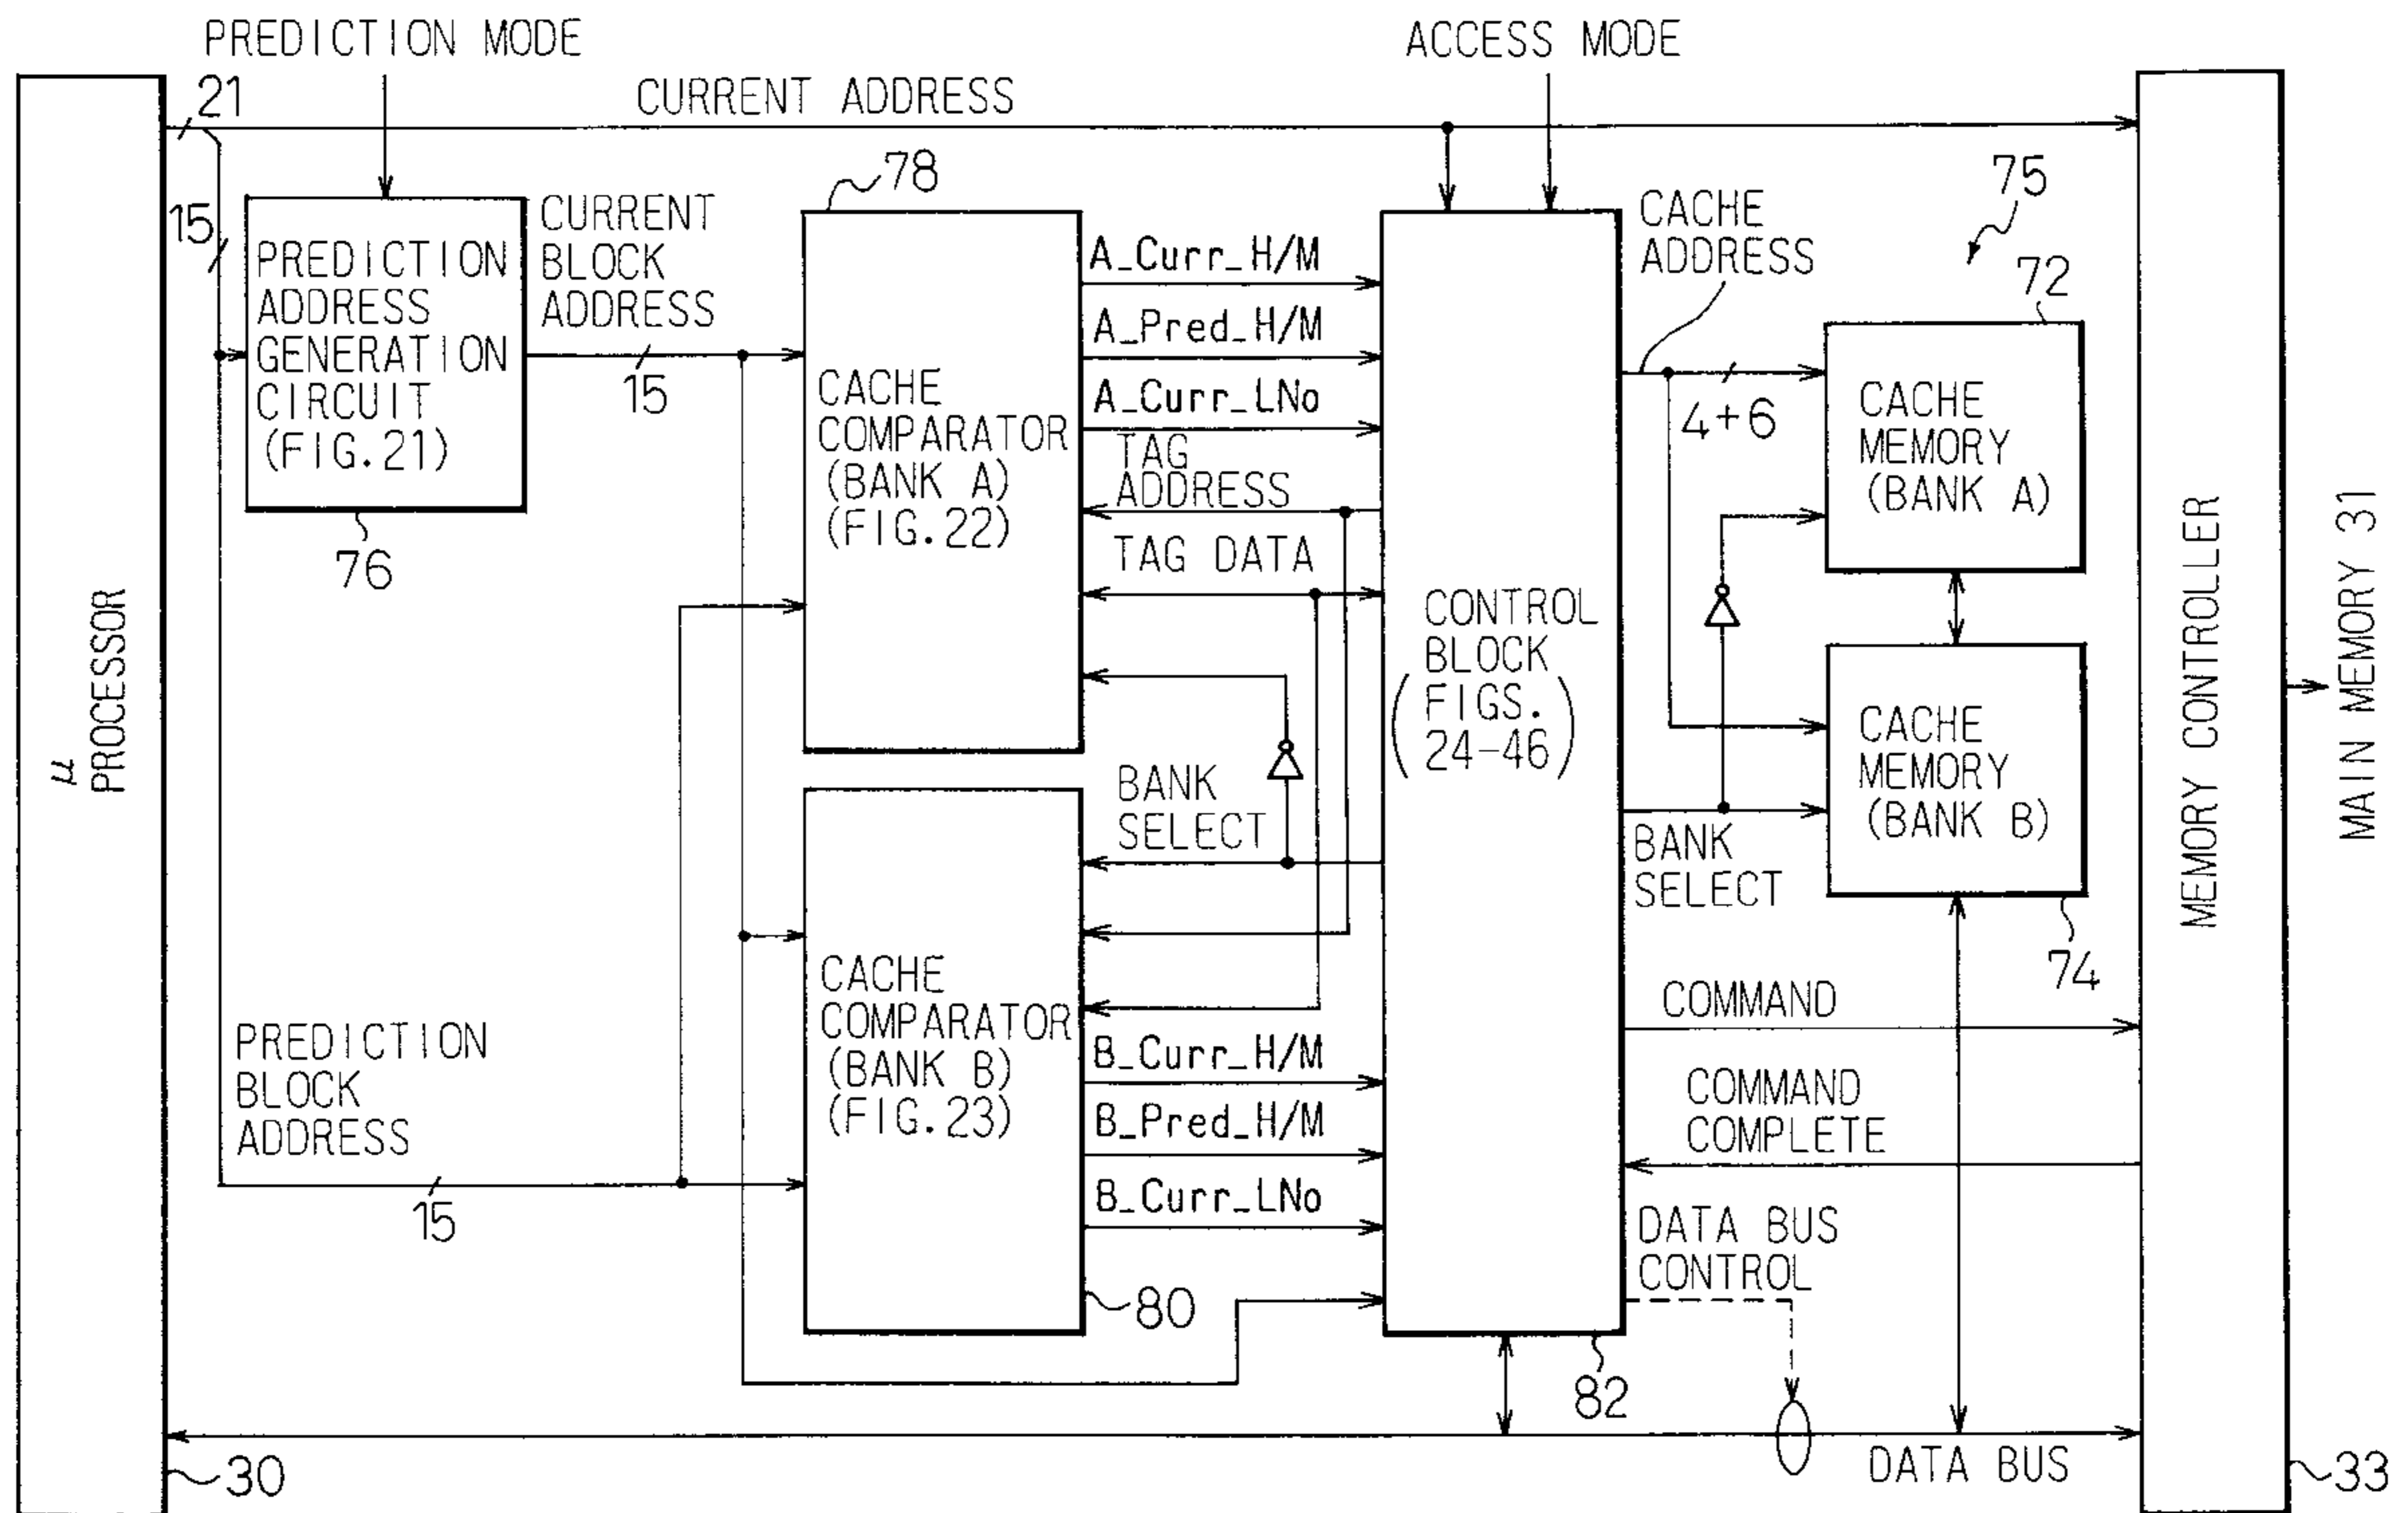 PREDICTION MODE
ACCESS MODE
21
CURRENT ADDRESS
78
75
15
CURRENT
BLOCK
ADDRESS
PREDICTION
ADDRESS
GENERATION
CIRCUIT
(FIG.21)
76
15
CACHE
COMPARATOR
(BANK A)
(FIG.22)
A_Curr_H/M
A_Pred_H/M
A_Curr_LNo
TAG
ADDRESS
TAG DATA
BANK
SELECT
CONTROL
BLOCK
(FIGS.
24-46)
CACHE
ADDRESS
72
4+6
CACHE
MEMORY
(BANK A)
CACHE
MEMORY
(BANK B)
BANK
SELECT
74
μ
PROCESSOR
MEMORY CONTROLLER
MAIN MEMORY 31
CACHE
COMPARATOR
(BANK B)
(FIG.23)
B_Curr_H/M
B_Pred_H/M
B_Curr_LNo
PREDICTION
BLOCK
ADDRESS
15
COMMAND
COMMAND
COMPLETE
DATA BUS
CONTROL
80
82
DATA BUS
30
33